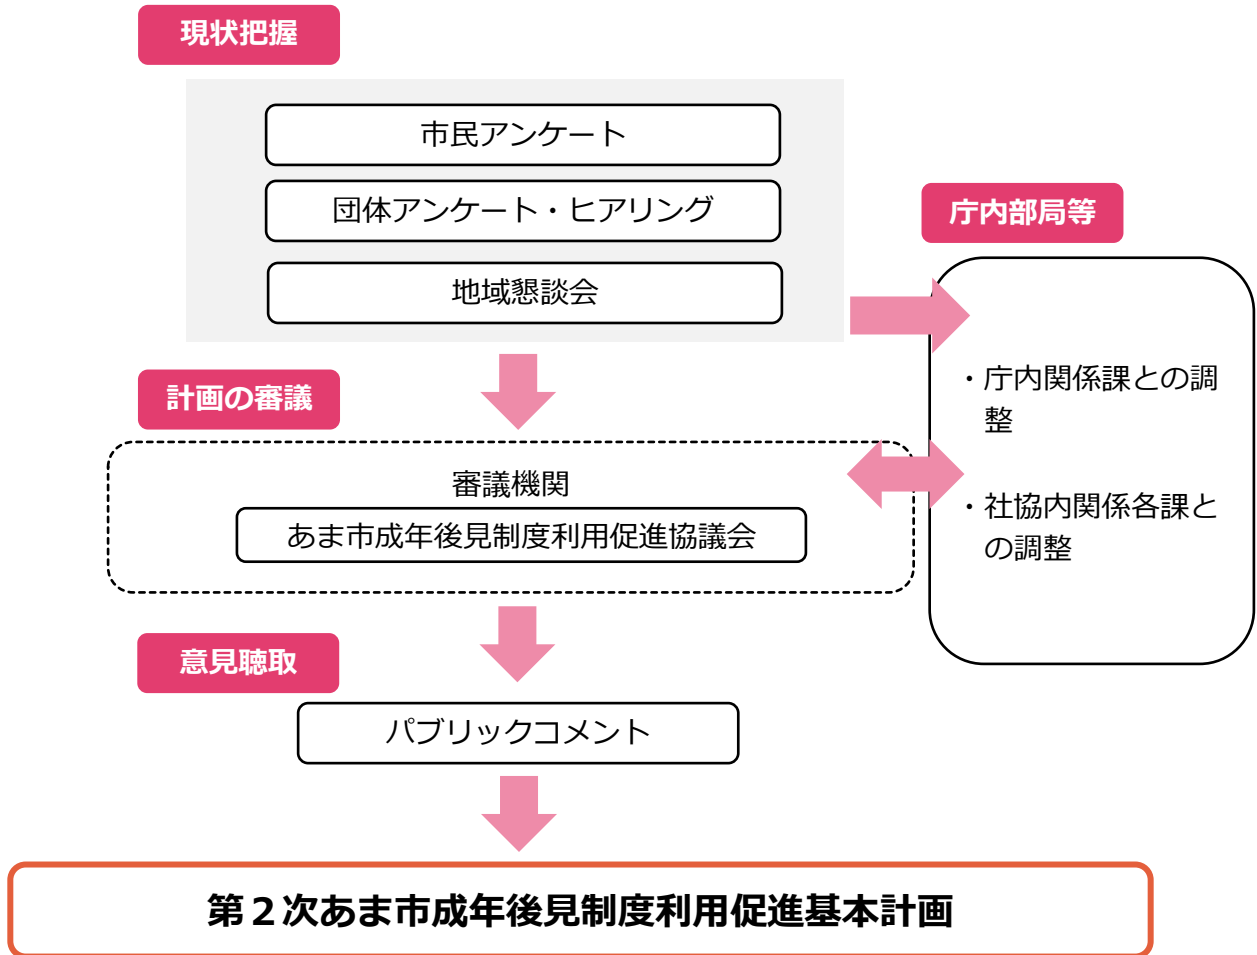 現状把握
市民アンケート
団体アンケート・ヒアリング
地域懇談会
庁内部局等
・庁内関係課との調
整
・社協内関係各課と
の調整
計画の審議
審議機関
あま市成年後見制度利用促進協議会
意見聴取
パブリックコメント
第２次あま市成年後見制度利用促進基本計画